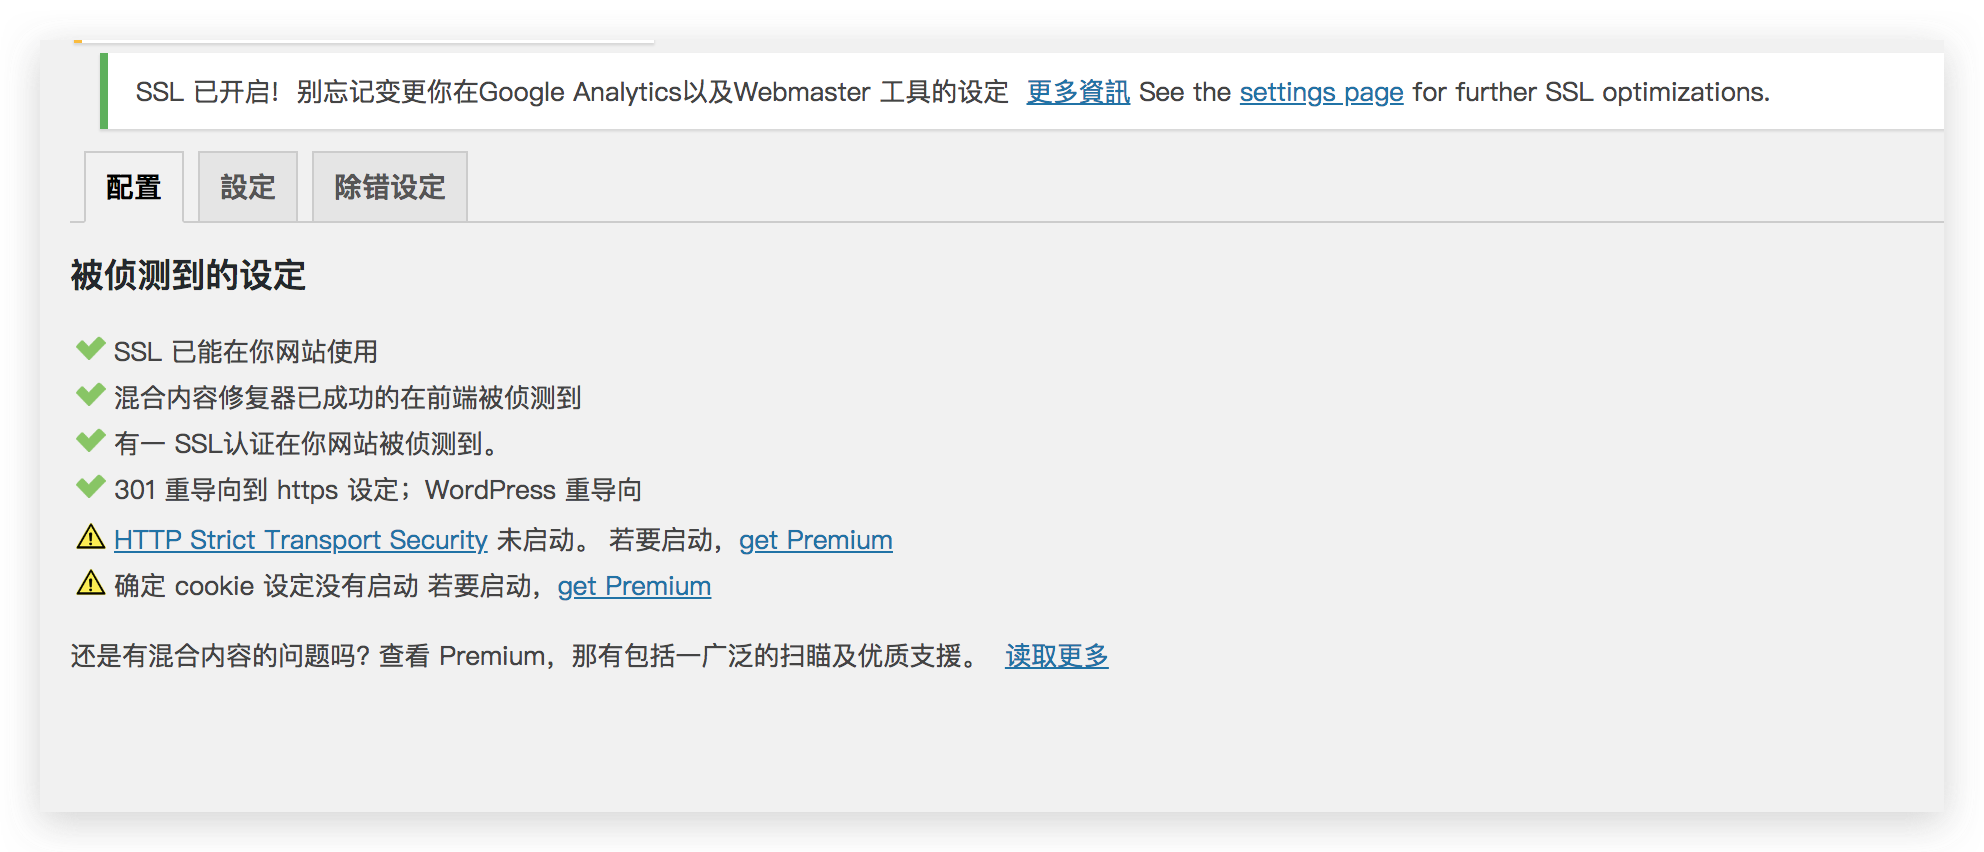 SSL 已开启！别忘记变更你在Google Analytics以及Webmaster 工具的设定 更多資訊 See the settings page for further SSL optimizations.
配置 設定 除错设定
被侦测到的设定
SSL 已能在你网站使用
混合内容修复器已成功的在前端被侦测到
有一 SSL认证在你网站被侦测到。
301 重导向到 https 设定；WordPress 重导向
HTTP Strict Transport Security 未启动。 若要启动，get Premium
确定 cookie 设定没有启动 若要启动，get Premium
还是有混合内容的问题吗? 查看 Premium，那有包括一广泛的扫瞄及优质支援。 读取更多